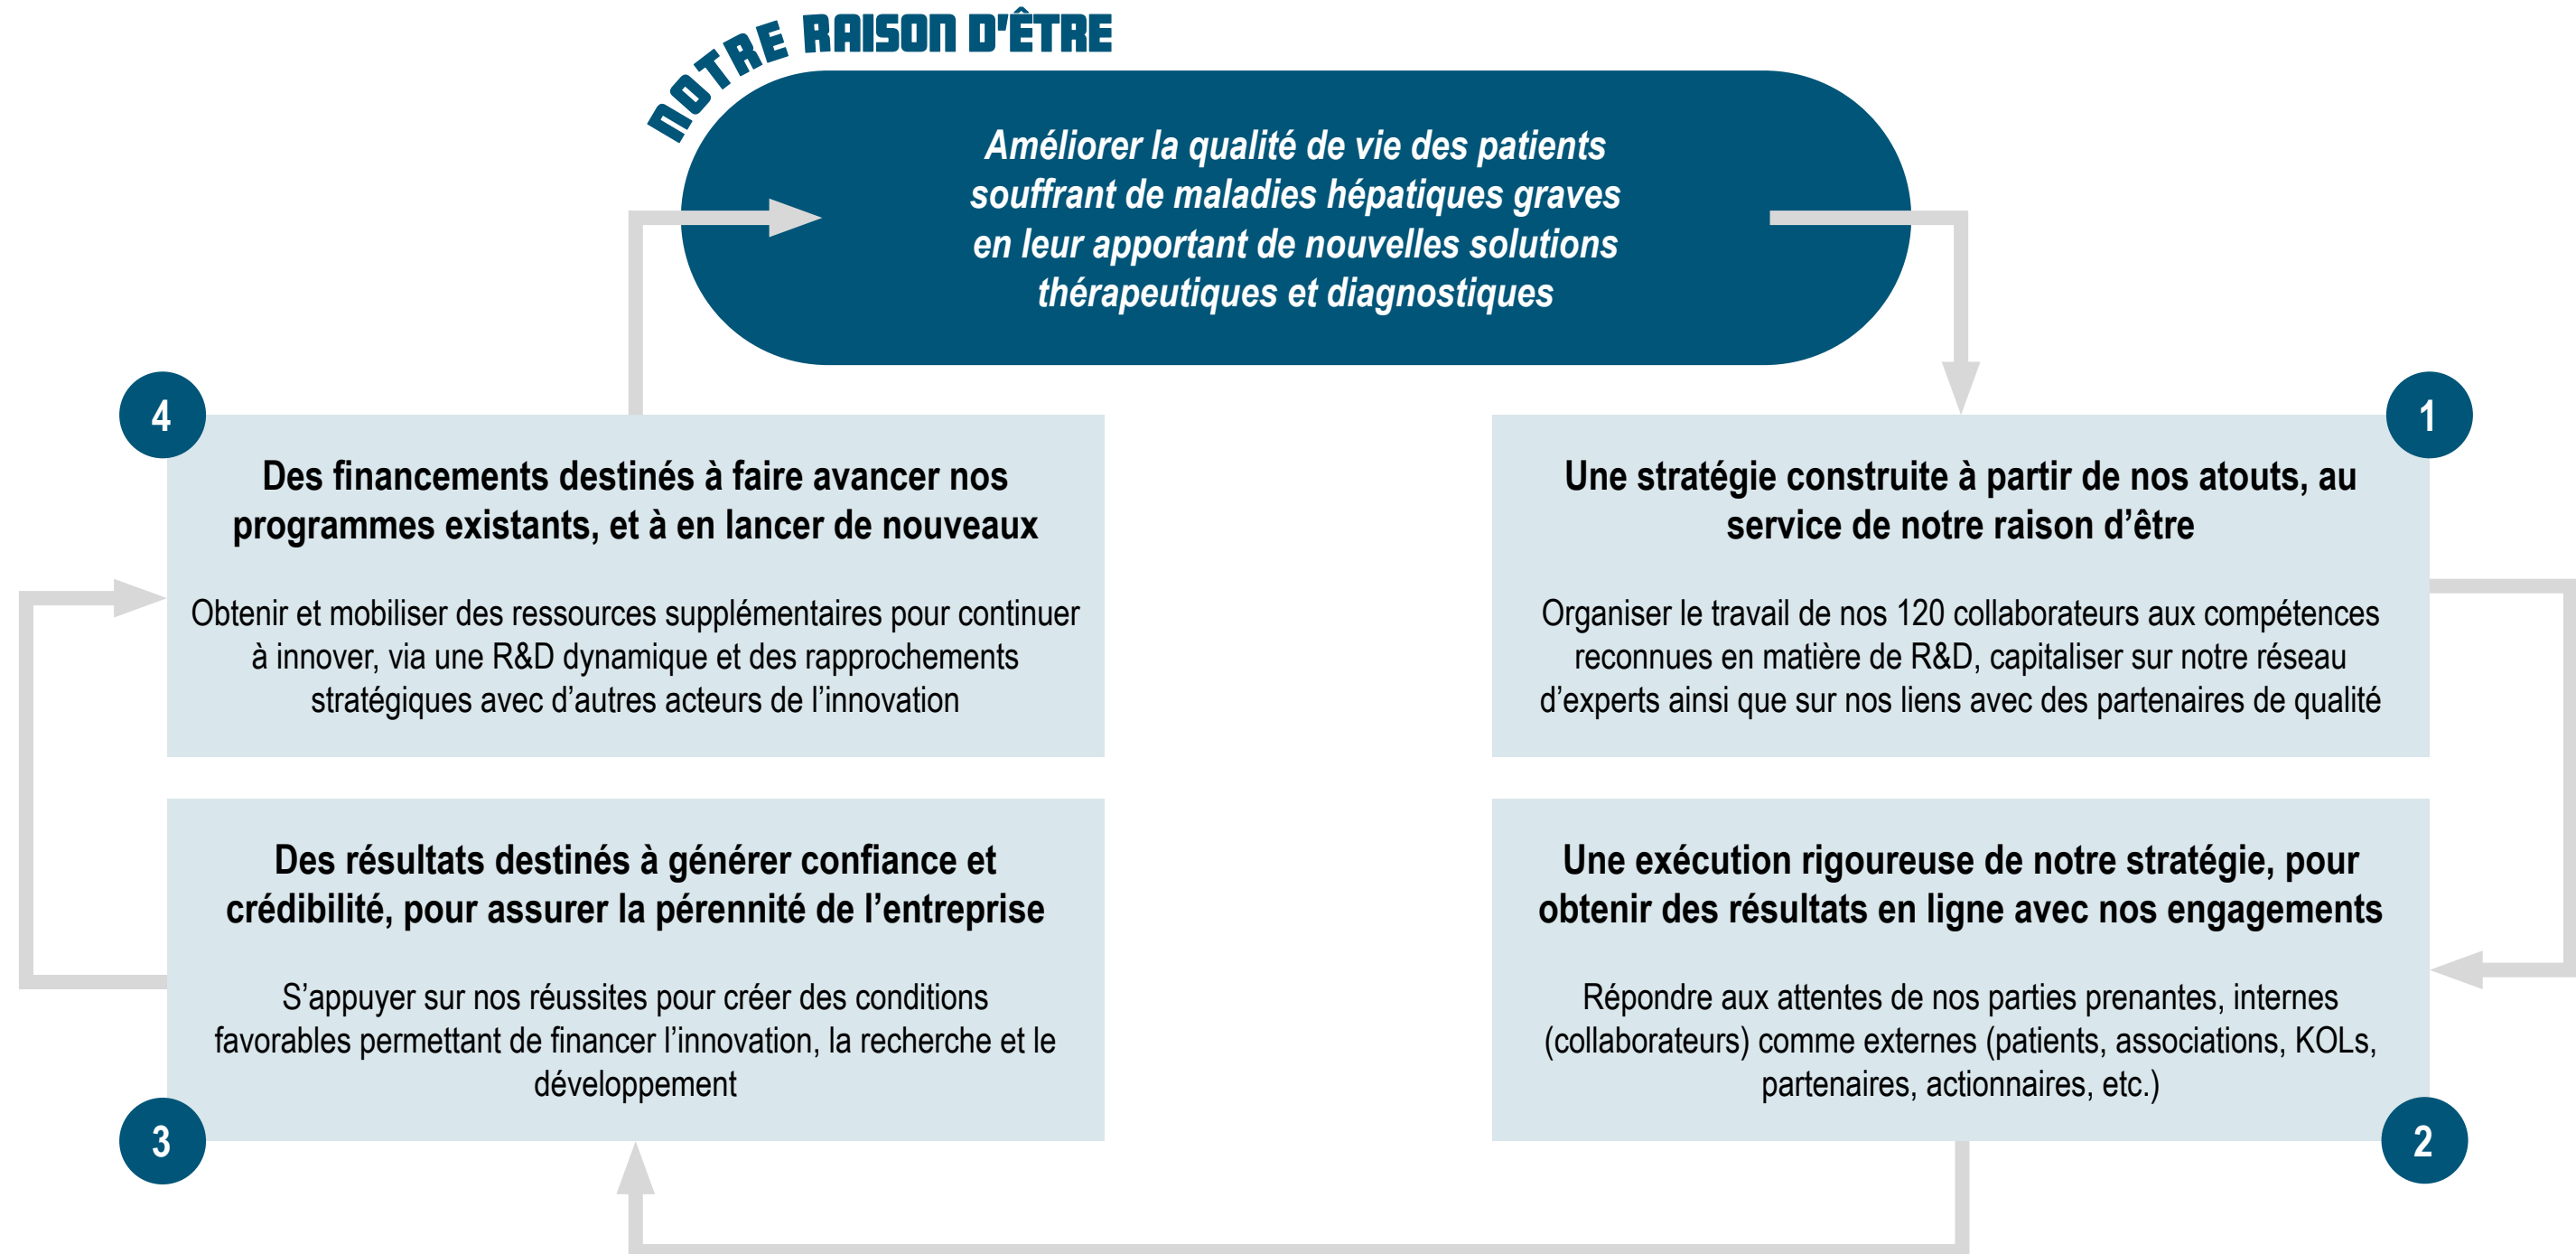 NOTRE RAISON D'ÊTRE
Améliorer la qualité de vie des patients
souffrant de maladies hépatiques graves
en leur apportant de nouvelles solutions
thérapeutiques et diagnostiques
1
Une stratégie construite à partir de nos atouts, au
service de notre raison d’être
Organiser le travail de nos 120 collaborateurs aux compétences
reconnues en matière de R&D, capitaliser sur notre réseau
d’experts ainsi que sur nos liens avec des partenaires de qualité
2
Une exécution rigoureuse de notre stratégie, pour
obtenir des résultats en ligne avec nos engagements
Répondre aux attentes de nos parties prenantes, internes
(collaborateurs) comme externes (patients, associations, KOLs,
partenaires, actionnaires, etc.)
3
Des résultats destinés à générer confiance et
crédibilité, pour assurer la pérennité de l’entreprise
S’appuyer sur nos réussites pour créer des conditions
favorables permettant de financer l’innovation, la recherche et le
développement
4
Des financements destinés à faire avancer nos
programmes existants, et à en lancer de nouveaux
Obtenir et mobiliser des ressources supplémentaires pour continuer
à innover, via une R&D dynamique et des rapprochements
stratégiques avec d’autres acteurs de l’innovation